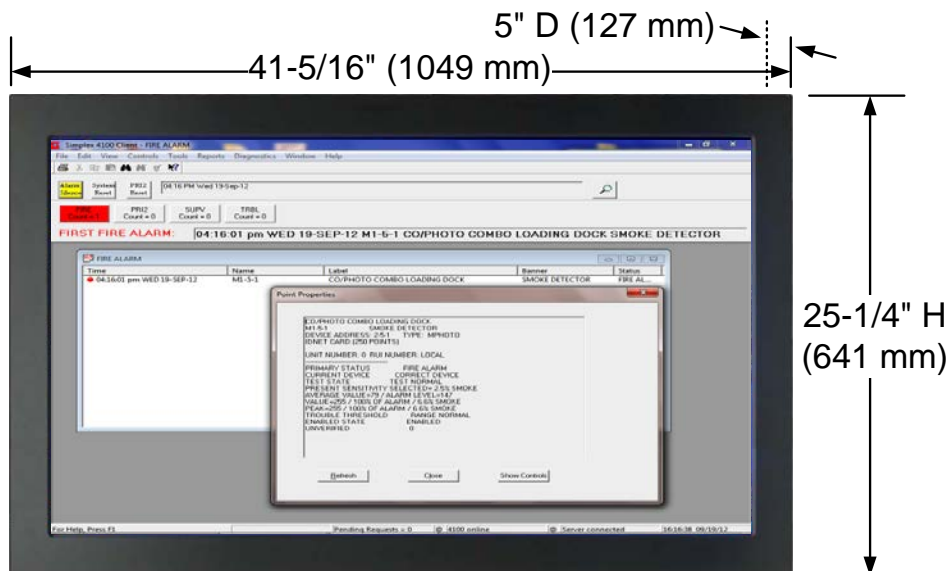 5" D (127 mm)
41-5/16" (1049 mm)
Simplex 4100 Client - FIRE ALARM
File Edit View Controls Tools Reports Diagnostics Window Help
Alarm Silence System Reset PRI2 Reset 04:16 PM Wed 19-Sep-12
FIRE Count = 1 PRI2 Count = 0 SUPV Count = 0 TRBL Count = 0
FIRST FIRE ALARM: 04:16:01 pm WED 19-SEP-12 M1-5-1 CO/PHOTO COMBO LOADING DOCK SMOKE DETECTOR
FIRE ALARM
Time Name Label Banner Status
04:16:01 pm WED 19-SEP-12 M1-5-1 CO/PHOTO COMBO LOADING DOCK SMOKE DETECTOR FIRE AL...
Point Properties
CO/PHOTO COMBO LOADING DOCK
M1-5-1 SMOKE DETECTOR
DEVICE ADDRESS: 2-5-1 TYPE: MPHOTO
IDNET CARD (250 POINTS)
UNIT NUMBER: 0 RUI NUMBER: LOCAL
PRIMARY STATUS FIRE ALARM
CURRENT DEVICE CORRECT DEVICE
TEST STATE TEST NORMAL
PRESENT SENSITIVITY SELECTED= 2.5% SMOKE
AVERAGE VALUE=79 / ALARM LEVEL=147
VALUE=255 / 100% OF ALARM / 6.6% SMOKE
PEAK=255 / 100% OF ALARM / 6.6% SMOKE
TROUBLE THRESHOLD RANGE NORMAL
ENABLED STATE ENABLED
UNVERIFIED 0
Refresh Close Show Controls
For Help, Press F1 Pending Requests = 0 4100 online Server connected 16:16:38 09/19/12
25-1/4" H
(641 mm)